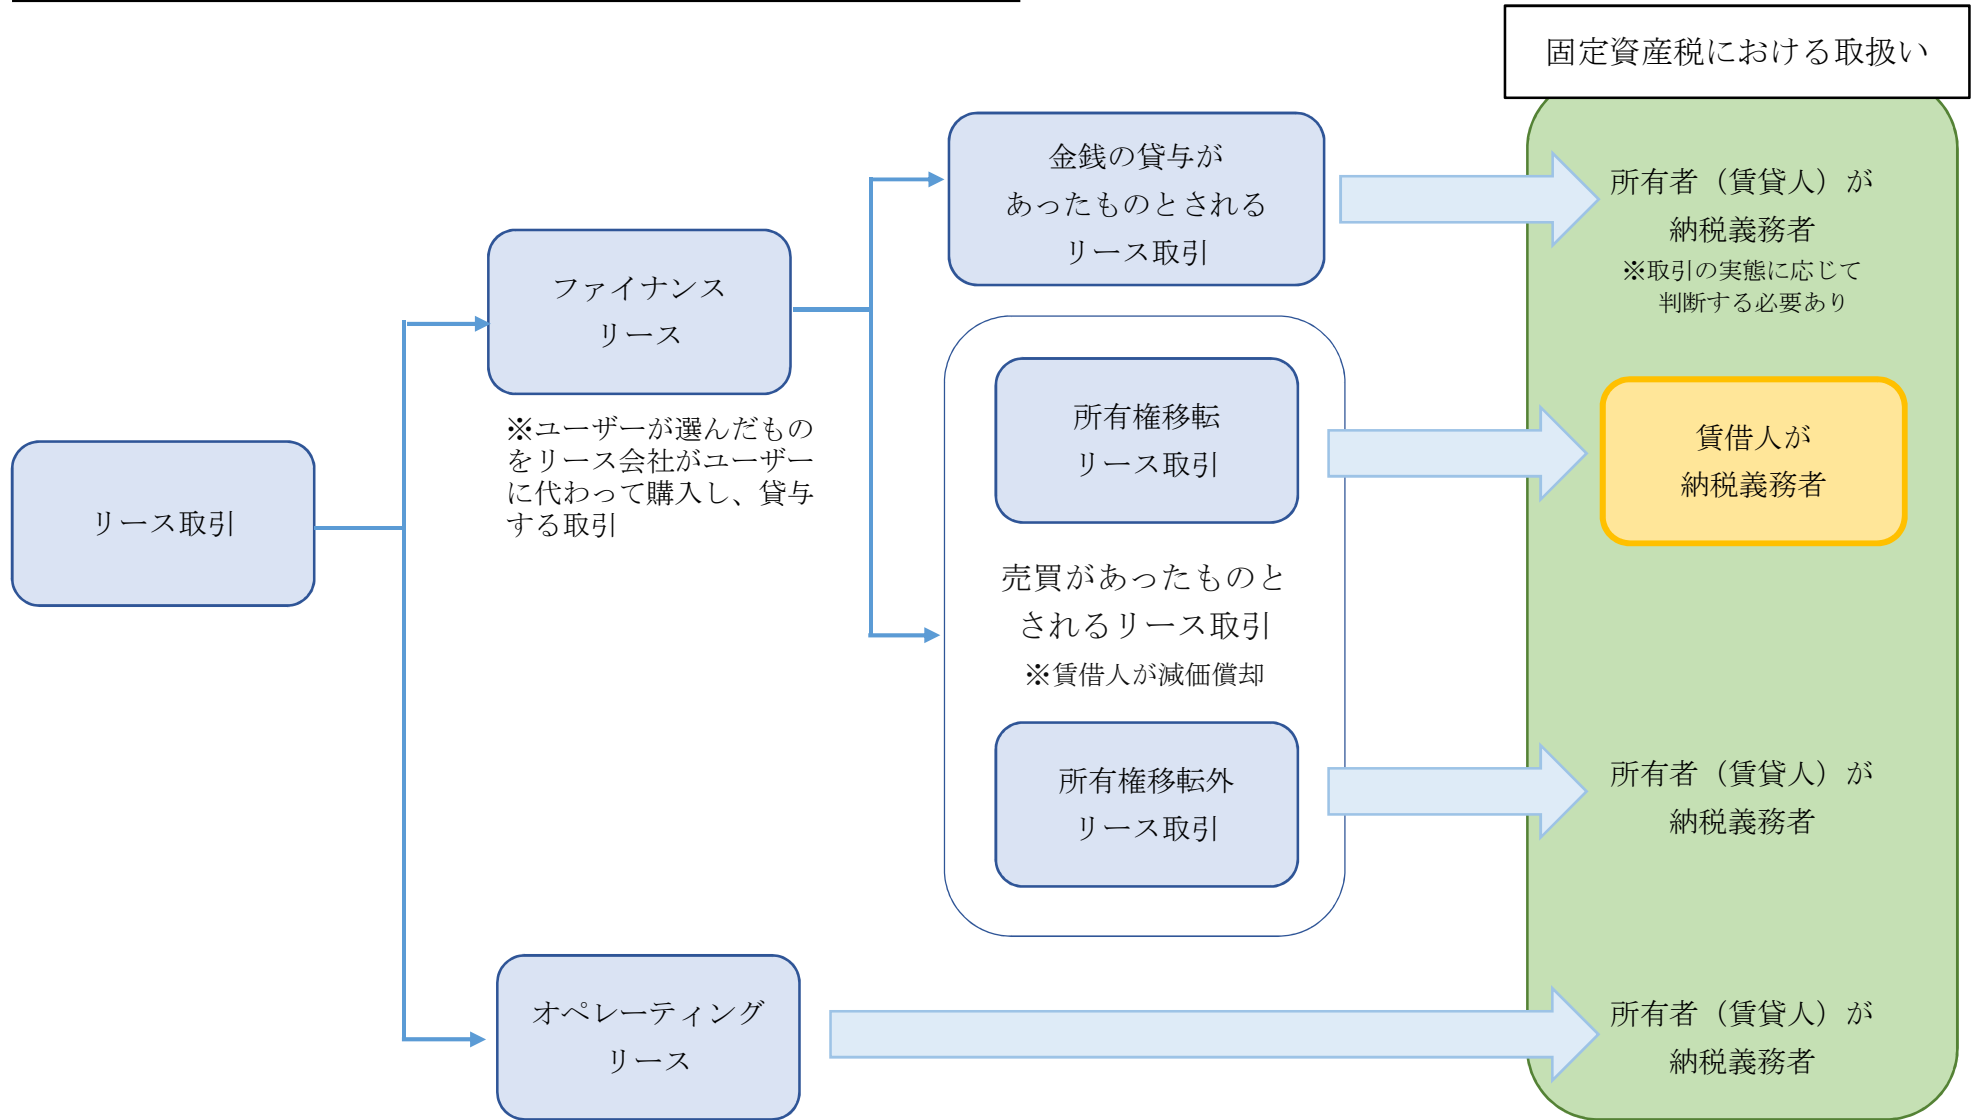 固定資産税における取扱い
金銭の貸与が
あったものとされる
リース取引
所有者（賃貸人）が
納税義務者
※取引の実態に応じて
判断する必要あり
ファイナンス
リース
※ユーザーが選んだもの
をリース会社がユーザー
に代わって購入し、貸与
する取引
リース取引
所有権移転
リース取引
賃借人が
納税義務者
売買があったものと
されるリース取引
※賃借人が減価償却
所有権移転外
リース取引
所有者（賃貸人）が
納税義務者
オペレーティング
リース
所有者（賃貸人）が
納税義務者